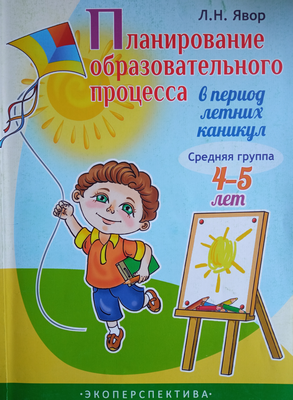 Л.Н. Явор
Планирование
образовательного
процесса
в период
летних
каникул
Средняя группа
4–5
лет
·ЭКОПЕРСПЕКТИВА·